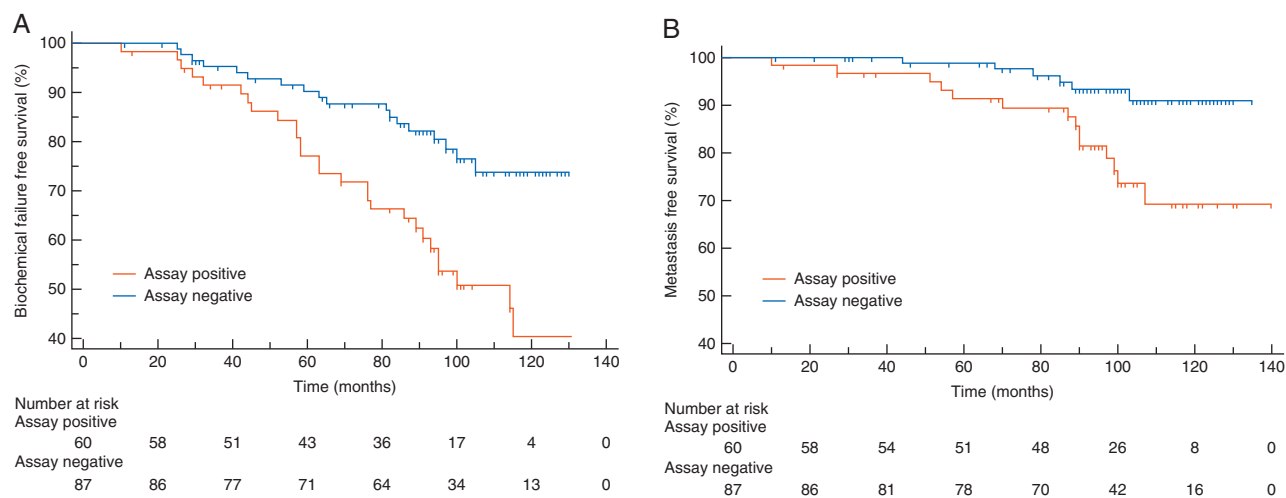 A
Biochemical failure free survival (%)
100
90
80
70
60
50
40
Assay positive
Assay negative
0 20 40 60 80 100 120 140
Time (months)
Number at risk
Assay positive
60 58 51 43 36 17 4 0
Assay negative
87 86 77 71 64 34 13 0
B
Metastasis free survival (%)
100
90
80
70
60
50
40
Assay positive
Assay negative
0 20 40 60 80 100 120 140
Time (months)
Number at risk
Assay positive
60 58 54 51 48 26 8 0
Assay negative
87 86 81 78 70 42 16 0